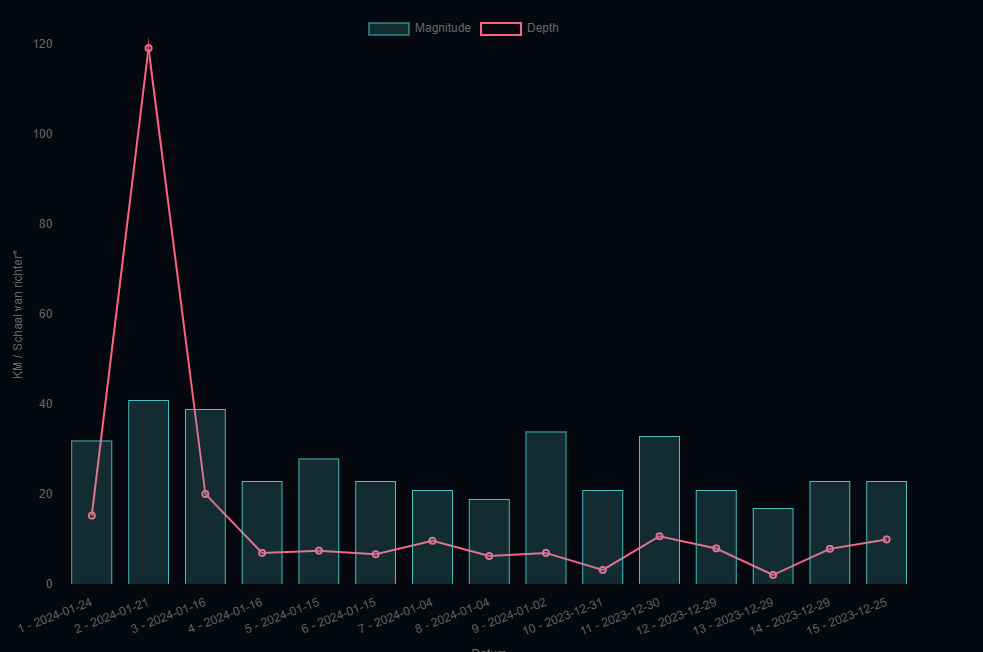 Magnitude Depth
120
100
80
60
40
20
0
KM / Schaal van richter*
1 - 2024-01-24
2 - 2024-01-21
3 - 2024-01-16
4 - 2024-01-16
5 - 2024-01-15
6 - 2024-01-15
7 - 2024-01-04
8 - 2024-01-04
9 - 2024-01-02
10 - 2023-12-31
11 - 2023-12-30
12 - 2023-12-29
13 - 2023-12-29
14 - 2023-12-29
15 - 2023-12-25
Datum